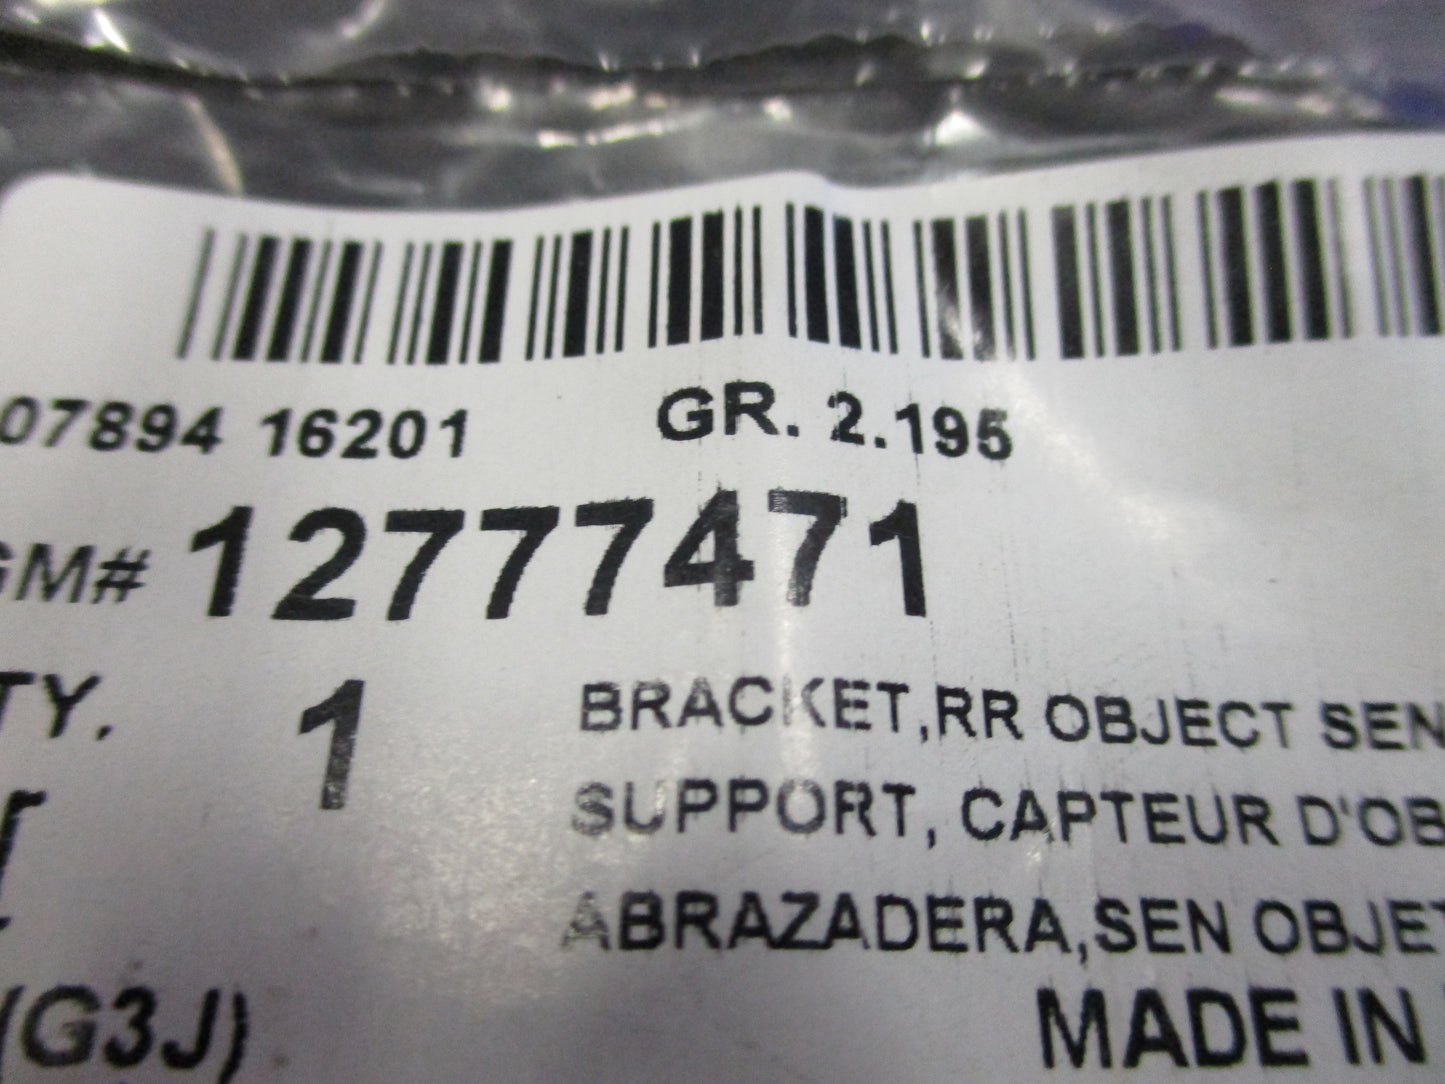 07894 16201 GR. 2.195
GM# 12777471
TY. 1
BRACKET,RR OBJECT SEN
SUPPORT, CAPTEUR D'OB
ABRAZADERA,SEN OBJET
(G3J)
MADE IN